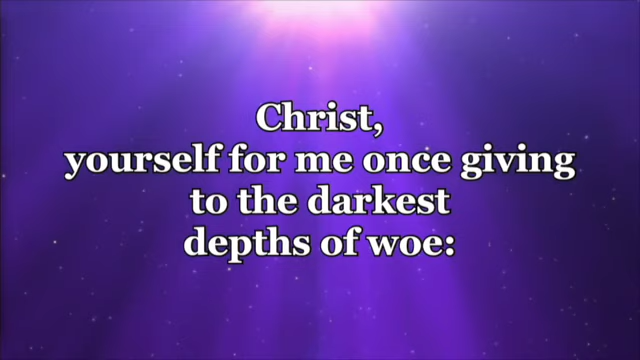 Christ,
yourself for me once giving
to the darkest
depths of woe: